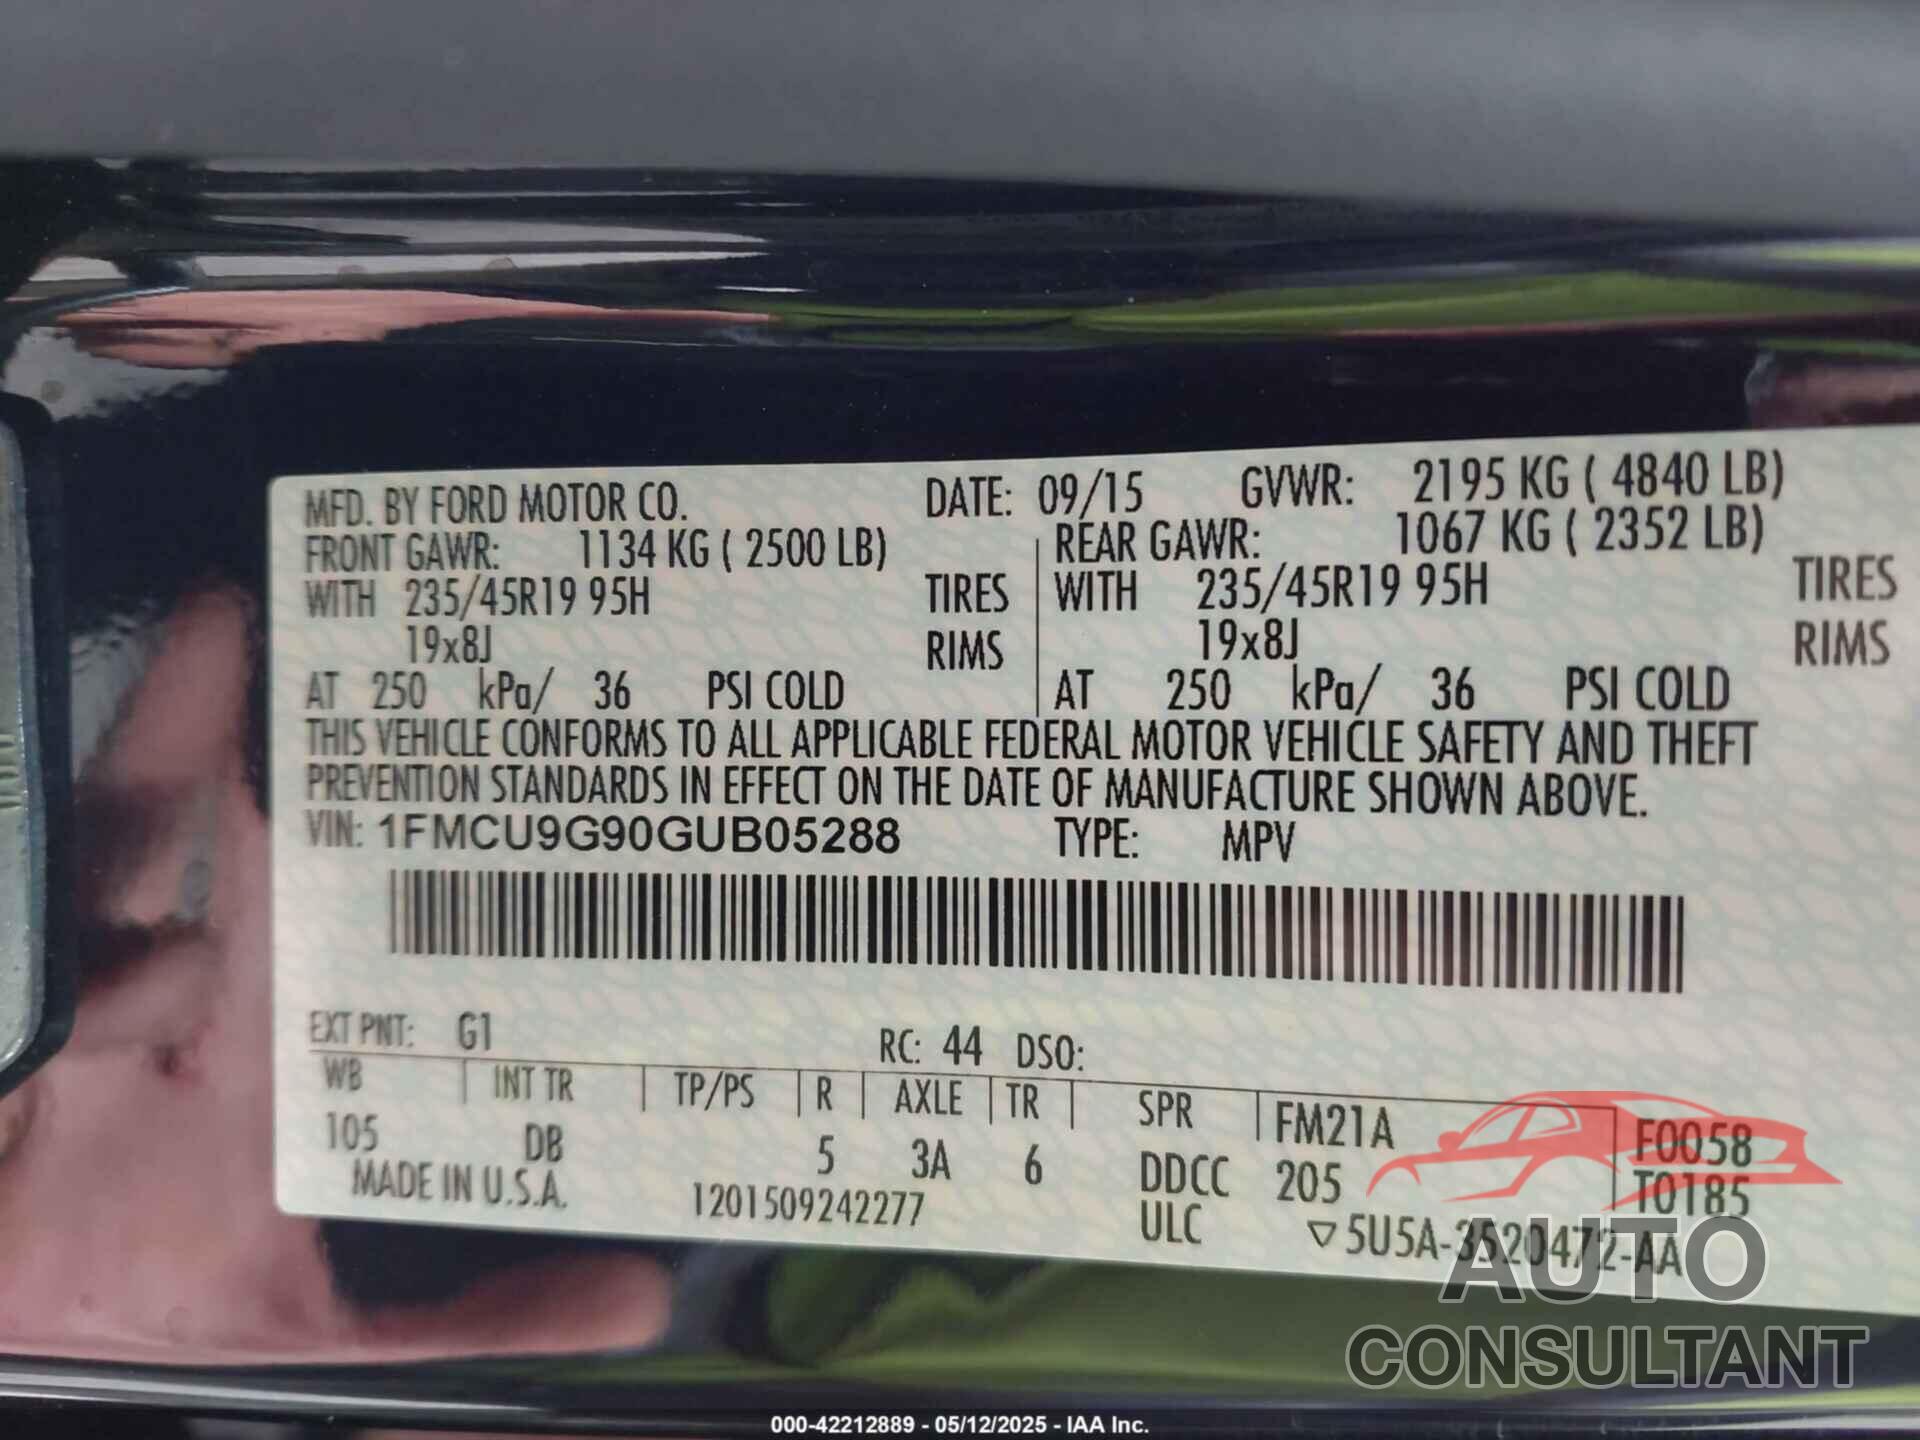 MFD. BY FORD MOTOR CO. DATE: 09/15 GVWR: 2195 KG ( 4840 LB)
FRONT GAWR: 1134 KG ( 2500 LB) REAR GAWR: 1067 KG ( 2352 LB)
WITH 235/45R19 95H TIRES WITH 235/45R19 95H TIRES
19x8J RIMS 19x8J RIMS
AT 250 kPa/ 36 PSI COLD AT 250 kPa/ 36 PSI COLD
THIS VEHICLE CONFORMS TO ALL APPLICABLE FEDERAL MOTOR VEHICLE SAFETY AND THEFT
PREVENTION STANDARDS IN EFFECT ON THE DATE OF MANUFACTURE SHOWN ABOVE.
VIN: 1FMCU9G90GUB05288 TYPE: MPV
EXT PNT: G1 RC: 44 DSO:
WB INT TR TP/PS R AXLE TR SPR FM21A F0058
105 DB 5 3A 6 DDCC 205 T0185
MADE IN U.S.A. 1201509242277 ULC ▽5U5A-3520472-AA
AUTO
CONSULTANT
000-42212889 - 05/12/2025 - IAA Inc.